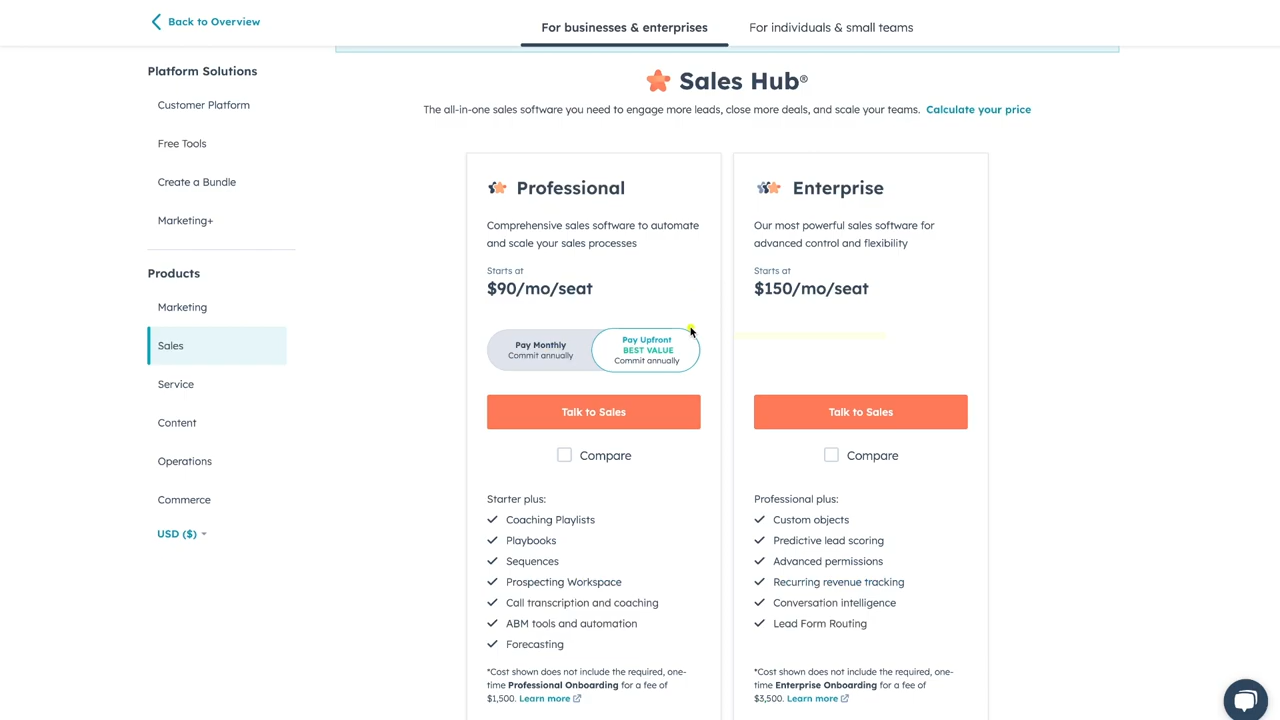 Back to Overview
For businesses & enterprises
For individuals & small teams
Platform Solutions
Customer Platform
Free Tools
Create a Bundle
Marketing+
Products
Marketing
Sales
Service
Content
Operations
Commerce
USD ($)
Sales Hub®
The all-in-one sales software you need to engage more leads, close more deals, and scale your teams. Calculate your price
Professional
Comprehensive sales software to automate
and scale your sales processes
Starts at
$90/mo/seat
Pay Monthly
Commit annually
Pay Upfront
BEST VALUE
Commit annually
Talk to Sales
Compare
Starter plus:
Coaching Playlists
Playbooks
Sequences
Prospecting Workspace
Call transcription and coaching
ABM tools and automation
Forecasting
*Cost shown does not include the required, one-
time Professional Onboarding for a fee of
$1,500. Learn more
Enterprise
Our most powerful sales software for
advanced control and flexibility
Starts at
$150/mo/seat
Talk to Sales
Compare
Professional plus:
Custom objects
Predictive lead scoring
Advanced permissions
Recurring revenue tracking
Conversation intelligence
Lead Form Routing
*Cost shown does not include the required, one-
time Enterprise Onboarding for a fee of
$3,500. Learn more